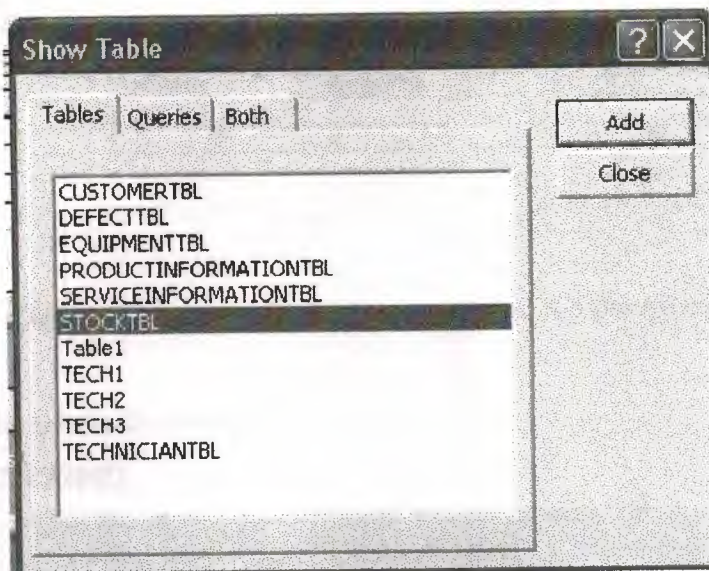 Show Table
? X
Tables Queries Both
Add
Close
CUSTOMERTBL
DEFECTTBL
EQUIPMENTTBL
PRODUCTINFORMATIONTBL
SERVICEINFORMATIONTBL
STOCKTBL
Table1
TECH1
TECH2
TECH3
TECHNICIANTBL